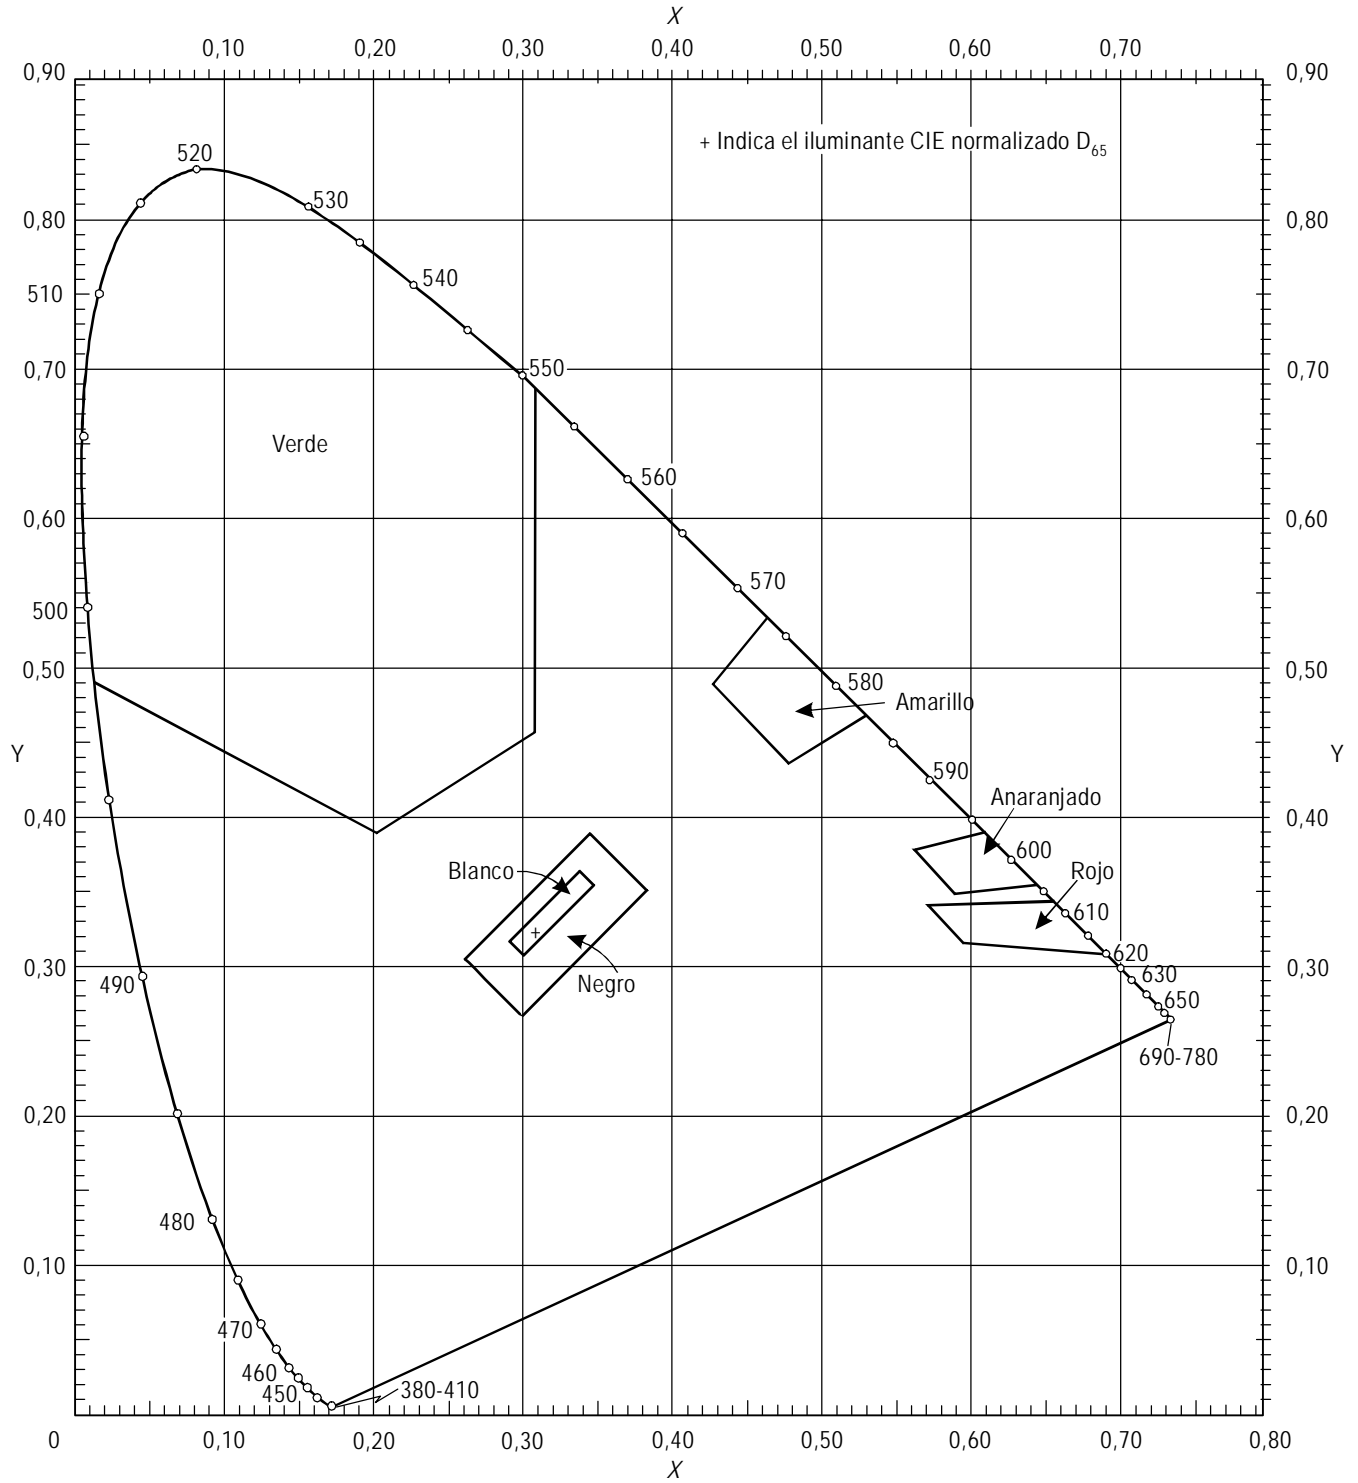 X
0,10 0,20 0,30 0,40 0,50 0,60 0,70
0,90 0,90
+ Indica el iluminante CIE normalizado D65
520
530
0,80 0,80
540
510
0,70 550 0,70
Verde
560
0,60 0,60
570
500
0,50 0,50
580
Amarillo
Y Y
590
Anaranjado
0,40 0,40
600
Blanco Rojo
610
+
620
0,30 0,30
630
490 Negro
650
690-780
0,20 0,20
480
0,10 0,10
470
460
450 380-410
0 0,10 0,20 0,30 0,40 0,50 0,60 0,70 0,80
X